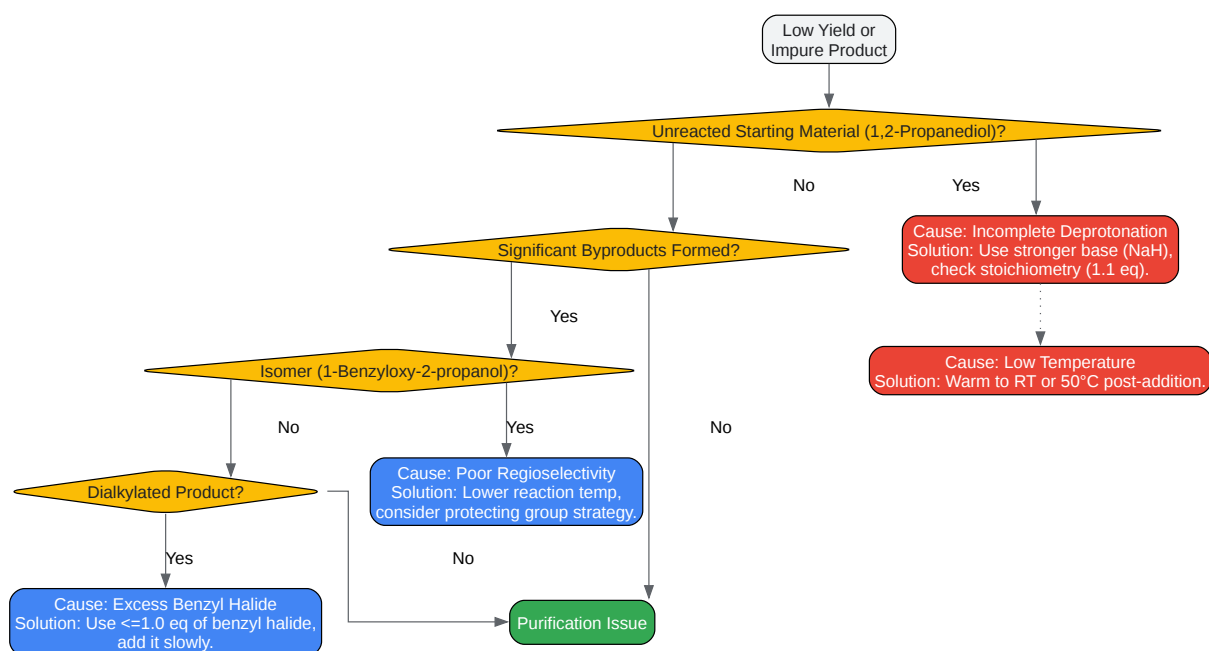 Low Yield or
Impure Product
Unreacted Starting Material (1,2-Propanediol)?
No
Yes
Cause: Incomplete Deprotonation
Solution: Use stronger base (NaH),
check stoichiometry (1.1 eq).
Significant Byproducts Formed?
Yes
Cause: Low Temperature
Solution: Warm to RT or 50°C post-addition.
Isomer (1-Benzyloxy-2-propanol)?
No
Yes
No
Cause: Poor Regioselectivity
Solution: Lower reaction temp,
consider protecting group strategy.
Dialkylated Product?
Yes
No
Cause: Excess Benzyl Halide
Solution: Use <=1.0 eq of benzyl halide,
add it slowly.
Purification Issue